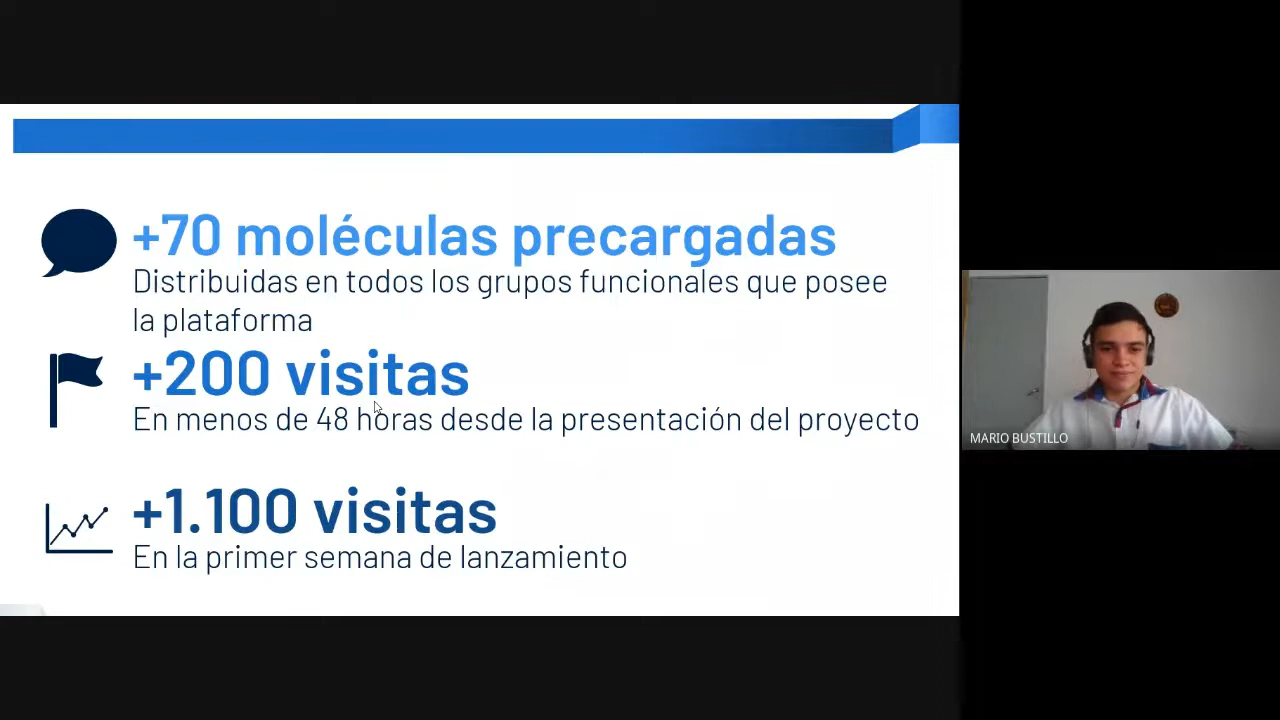 +70 moléculas precargadas
Distribuidas en todos los grupos funcionales que posee
la plataforma
+200 visitas
En menos de 48 horas desde la presentación del proyecto
+1.100 visitas
En la primer semana de lanzamiento
MARIO BUSTILLO